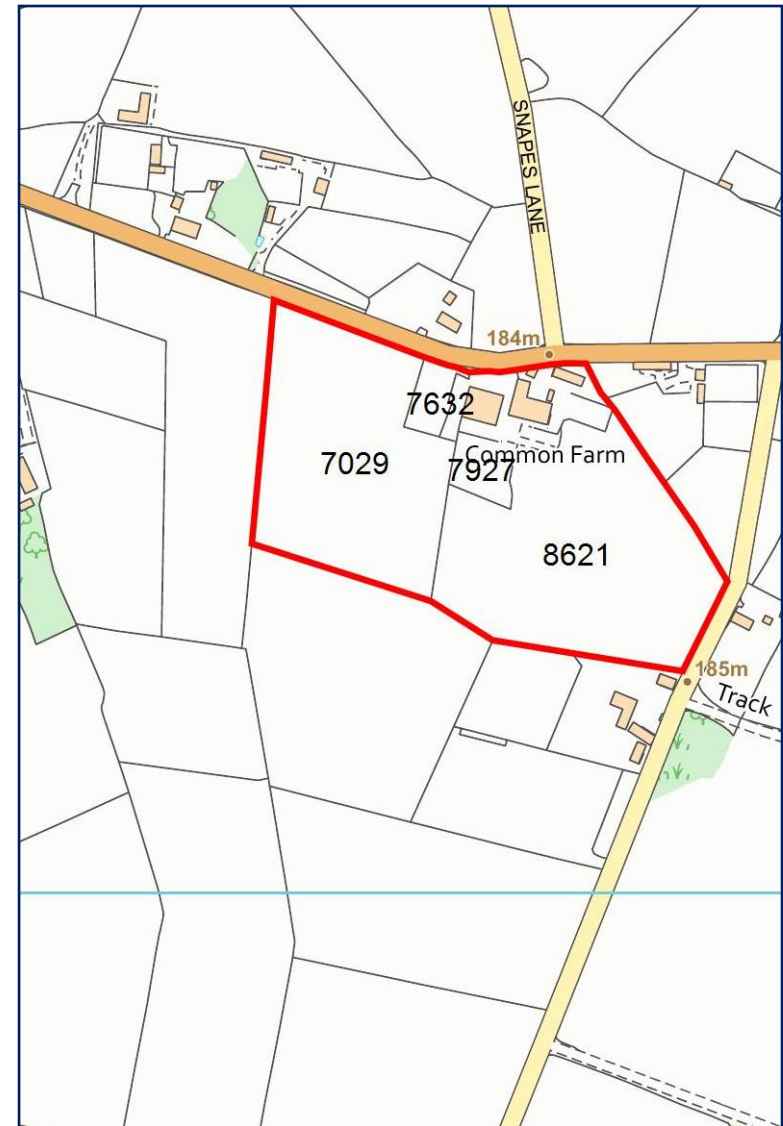 SNAPES LANE
184m
7632
7029
7927
Common Farm
8621
185m
Track